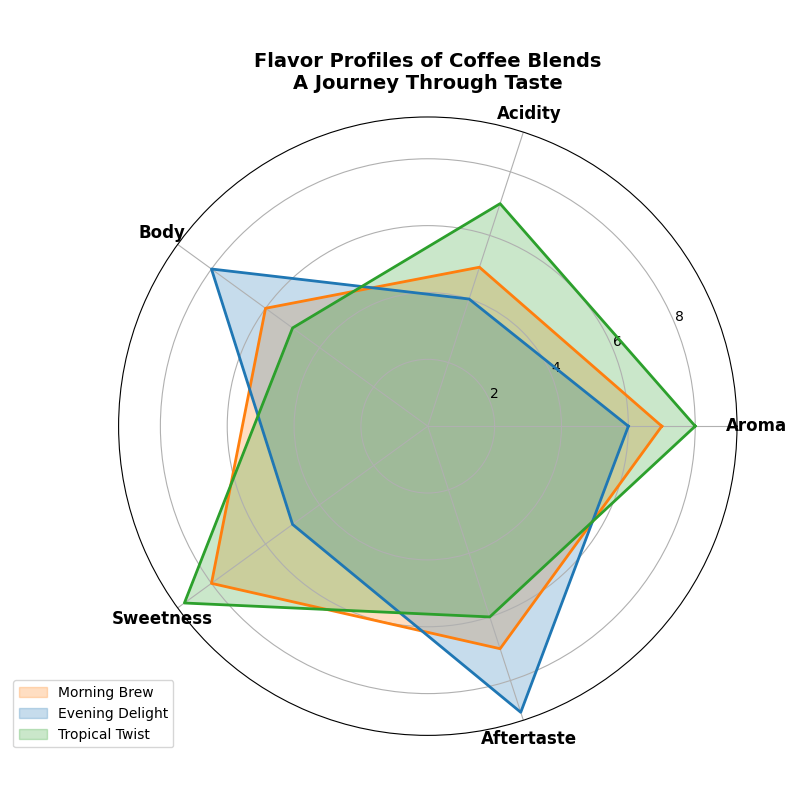 Flavor Profiles of Coffee Blends
A Journey Through Taste
Acidity
Body
8
6
4
2
Aroma
Sweetness
Aftertaste
Morning Brew
Evening Delight
Tropical Twist